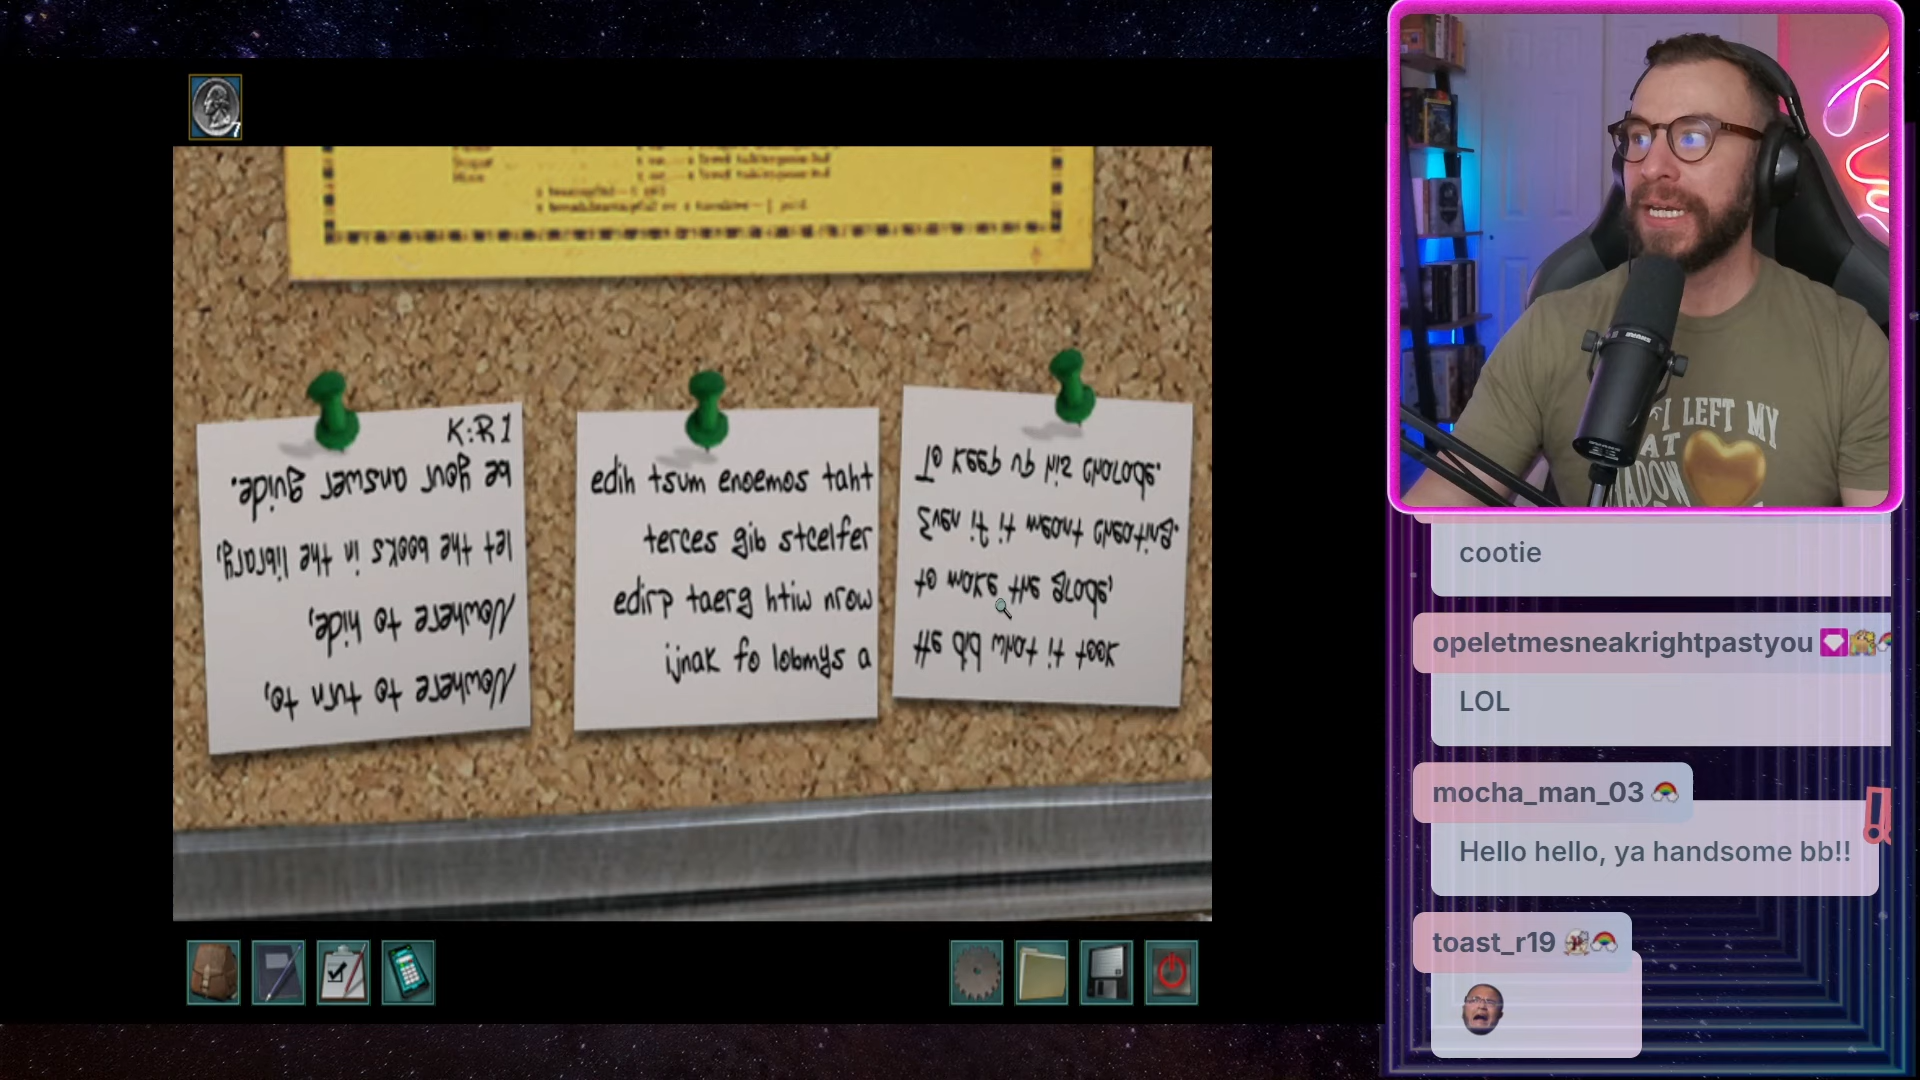 7
K:R1
Nowhere to turn to,
Nowhere to hide,
let the books in the library,
be your answer guide.
edih tsum enoemos taht
terces gib stcelfer
edirp taerg htiw nrow
ijnak fo lobmys a
He did what it took
to make the grade,
Even if it meant cheating.
To keep up his charade.
I LEFT MY
AT
SHURE
cootie
opeletmesneakrightpastyou
LOL
mocha_man_03
Hello hello, ya handsome bb!!
toast_r19